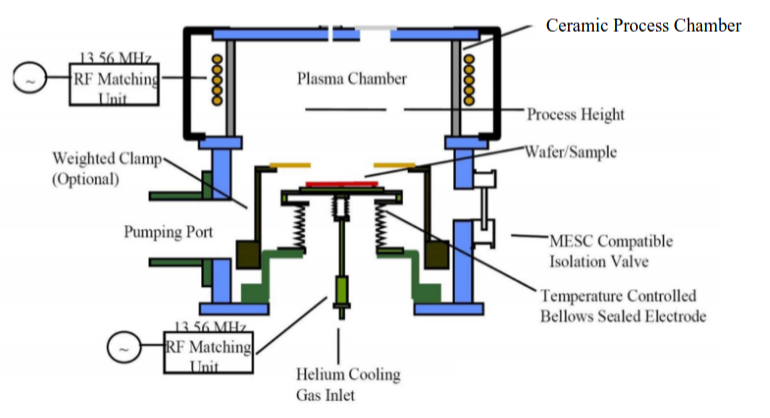 Ceramic Process Chamber
13.56 MHz
RF Matching
Unit
Plasma Chamber
Process Height
Weighted Clamp
(Optional)
Wafer/Sample
Pumping Port
MESC Compatible
Isolation Valve
Temperature Controlled
Bellows Sealed Electrode
13.56 MHz
RF Matching
Unit
Helium Cooling
Gas Inlet